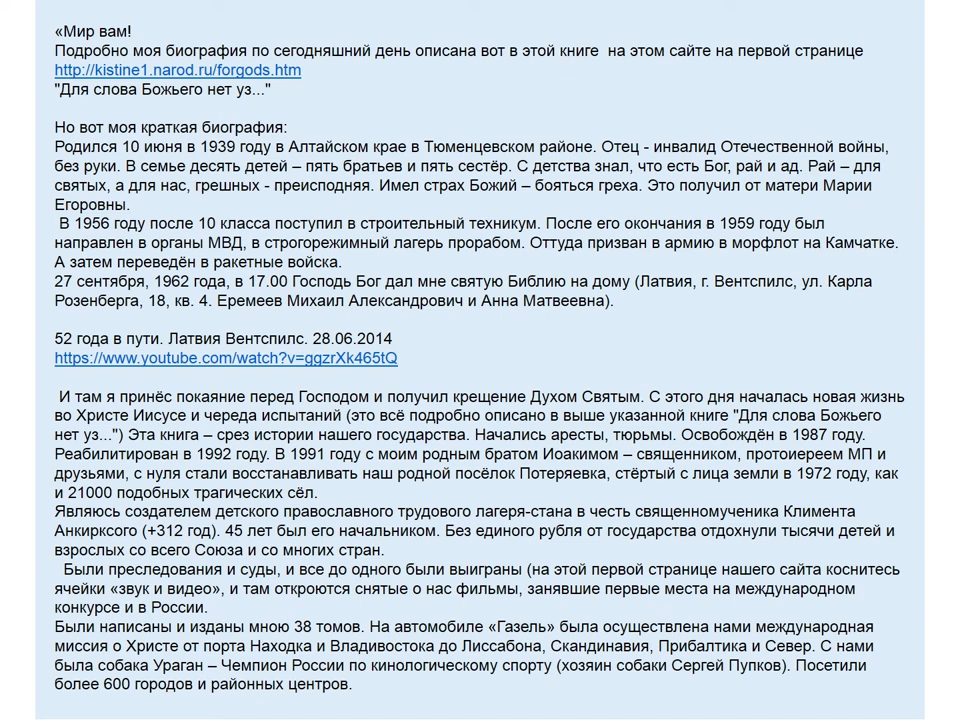 «Мир вам!
Подробно моя биография по сегодняшний день описана вот в этой книге  на этом сайте на первой странице
http://kistine1.narod.ru/forgods.htm
"Для слова Божьего нет уз..."
Но вот моя краткая биография:
Родился 10 июня в 1939 году в Алтайском крае в Тюменцевском районе. Отец - инвалид Отечественной войны,
без руки. В семье десять детей – пять братьев и пять сестёр. С детства знал, что есть Бог, рай и ад. Рай – для
святых, а для нас, грешных - преисподняя. Имел страх Божий – бояться греха. Это получил от матери Марии
Егоровны.
В 1956 году после 10 класса поступил в строительный техникум. После его окончания в 1959 году был
направлен в органы МВД, в строгорежимный лагерь прорабом. Оттуда призван в армию в морфлот на Камчатке.
А затем переведён в ракетные войска.
27 сентября, 1962 года, в 17.00 Господь Бог дал мне святую Библию на дому (Латвия, г. Вентспилс, ул. Карла
Розенберга, 18, кв. 4. Еремеев Михаил Александрович и Анна Матвеевна).
52 года в пути. Латвия Вентспилс. 28.06.2014
https://www.youtube.com/watch?v=ggzrXk465tQ
И там я принёс покаяние перед Господом и получил крещение Духом Святым. С этого дня началась новая жизнь
во Христе Иисусе и череда испытаний (это всё подробно описано в выше указанной книге "Для слова Божьего
нет уз...") Эта книга – срез истории нашего государства. Начались аресты, тюрьмы. Освобождён в 1987 году.
Реабилитирован в 1992 году. В 1991 году с моим родным братом Иоакимом – священником, протоиереем МП и
друзьями, с нуля стали восстанавливать наш родной посёлок Потеряевка, стёртый с лица земли в 1972 году, как
и 21000 подобных трагических сёл.
Являюсь создателем детского православного трудового лагеря-стана в честь священномученика Климента
Анкирксого (+312 год). 45 лет был его начальником. Без единого рубля от государства отдохнули тысячи детей и
взрослых со всего Союза и со многих стран.
Были преследования и суды, и все до одного были выиграны (на этой первой странице нашего сайта коснитесь
ячейки «звук и видео», и там откроются снятые о нас фильмы, занявшие первые места на международном
конкурсе и в России.
Были написаны и изданы мною 38 томов. На автомобиле «Газель» была осуществлена нами международная
миссия о Христе от порта Находка и Владивостока до Лиссабона, Скандинавия, Прибалтика и Север. С нами
была собака Ураган – Чемпион России по кинологическому спорту (хозяин собаки Сергей Пупков). Посетили
более 600 городов и районных центров.